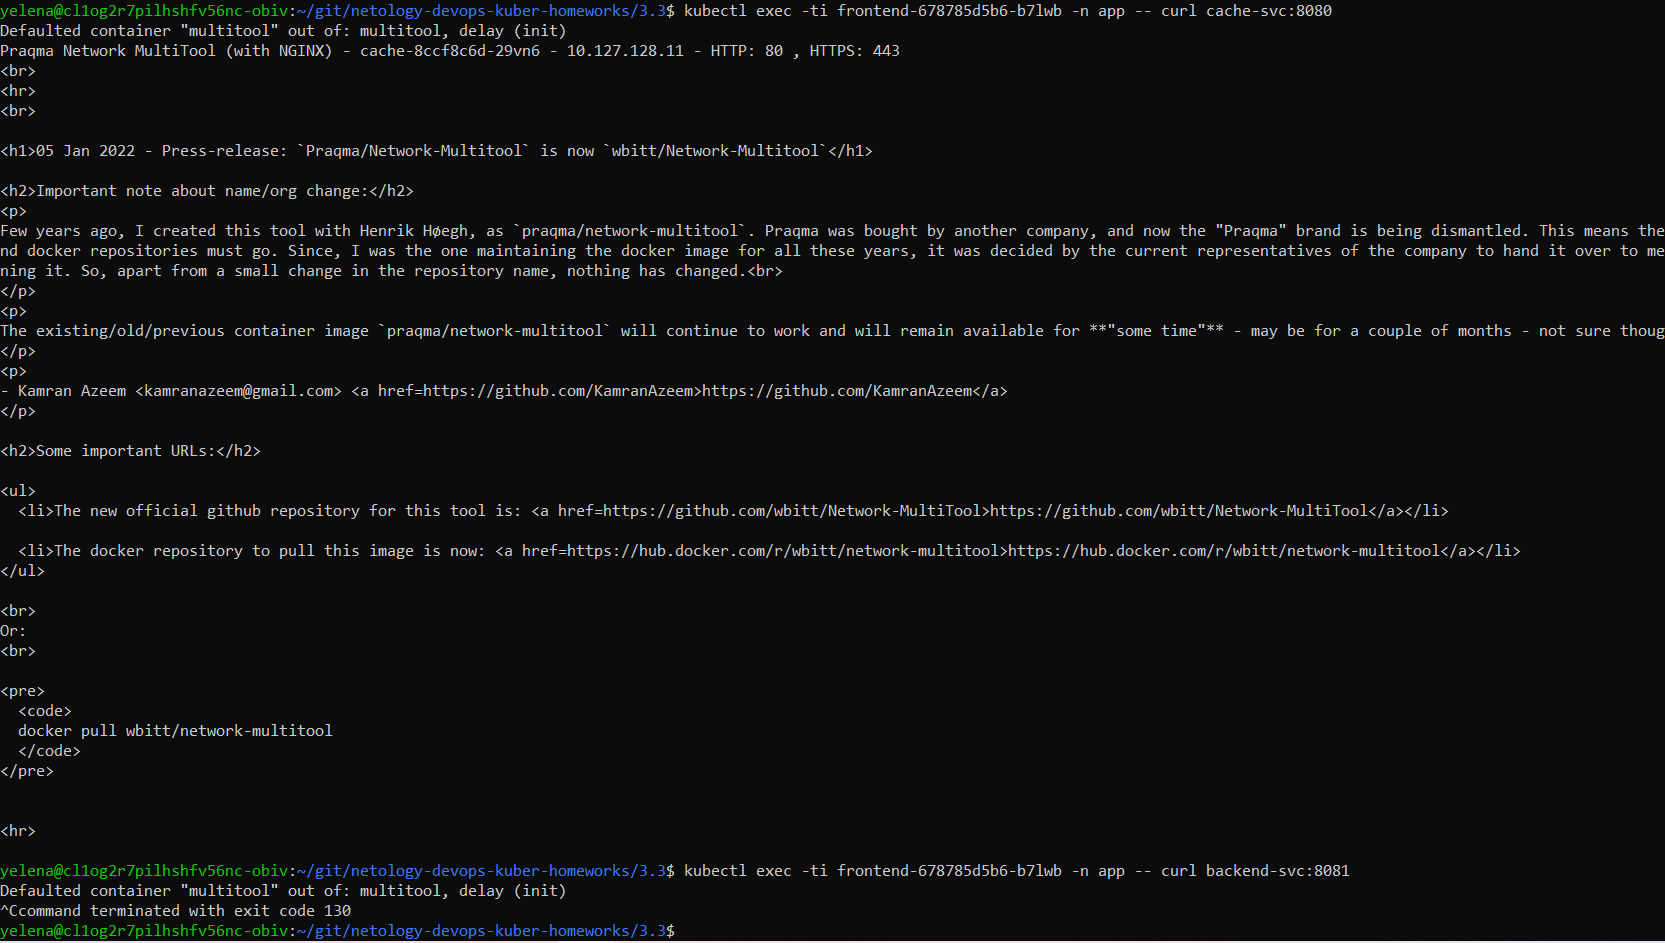 yelena@cl1og2r7pilhshfv56nc-obiv:~/git/netology-devops-kuber-homeworks/3.3$ kubectl exec -ti frontend-678785d5b6-b7lwb -n app -- curl cache-svc:8080
Defaulted container "multitool" out of: multitool, delay (init)
Praqma Network MultiTool (with NGINX) - cache-8ccf8c6d-29vn6 - 10.127.128.11 - HTTP: 80 , HTTPS: 443
<br>
<hr>
<br>

<h1>05 Jan 2022 - Press-release: `Praqma/Network-Multitool` is now `wbitt/Network-Multitool`</h1>

<h2>Important note about name/org change:</h2>
<p>
Few years ago, I created this tool with Henrik Høegh, as `praqma/network-multitool`. Praqma was bought by another company, and now the "Praqma" brand is being dismantled. This means the
nd docker repositories must go. Since, I was the one maintaining the docker image for all these years, it was decided by the current representatives of the company to hand it over to me
ning it. So, apart from a small change in the repository name, nothing has changed.<br>
</p>
<p>
The existing/old/previous container image `praqma/network-multitool` will continue to work and will remain available for **"some time"** - may be for a couple of months - not sure thoug
</p>
<p>
- Kamran Azeem <kamranazeem@gmail.com> <a href=https://github.com/KamranAzeem>https://github.com/KamranAzeem</a>
</p>

<h2>Some important URLs:</h2>

<ul>
  <li>The new official github repository for this tool is: <a href=https://github.com/wbitt/Network-MultiTool>https://github.com/wbitt/Network-MultiTool</a></li>

  <li>The docker repository to pull this image is now: <a href=https://hub.docker.com/r/wbitt/network-multitool>https://hub.docker.com/r/wbitt/network-multitool</a></li>
</ul>

<br>
Or:
<br>

<pre>
  <code>
  docker pull wbitt/network-multitool
  </code>
</pre>


<hr>

yelena@cl1og2r7pilhshfv56nc-obiv:~/git/netology-devops-kuber-homeworks/3.3$ kubectl exec -ti frontend-678785d5b6-b7lwb -n app -- curl backend-svc:8081
Defaulted container "multitool" out of: multitool, delay (init)
^Ccommand terminated with exit code 130
yelena@cl1og2r7pilhshfv56nc-obiv:~/git/netology-devops-kuber-homeworks/3.3$